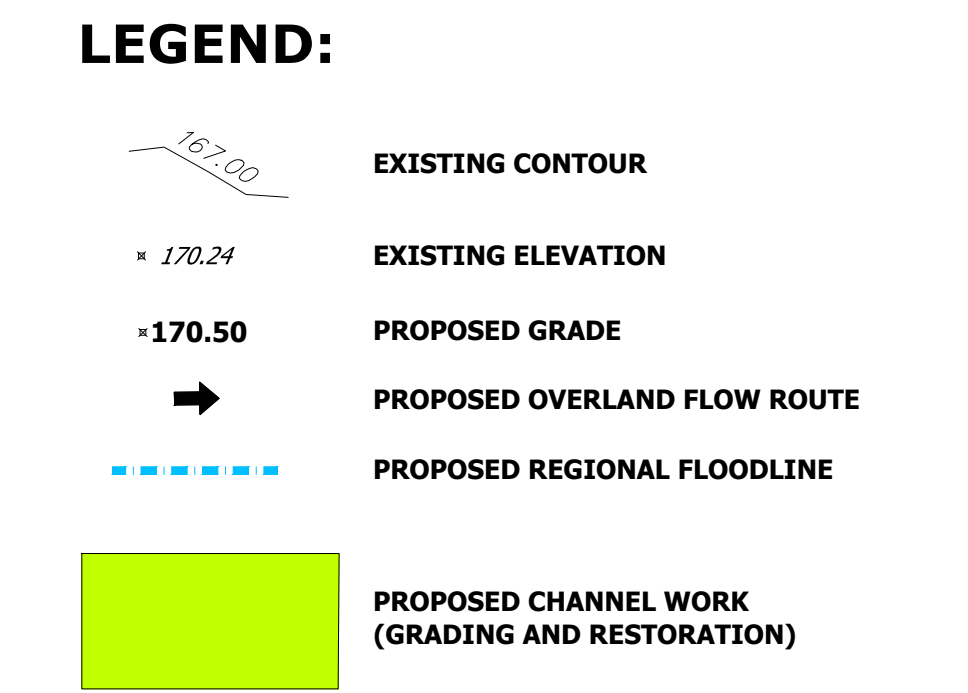 LEGEND:
167.00
EXISTING CONTOUR
170.24
EXISTING ELEVATION
170.50
PROPOSED GRADE
PROPOSED OVERLAND FLOW ROUTE
PROPOSED REGIONAL FLOODLINE
PROPOSED CHANNEL WORK
(GRADING AND RESTORATION)